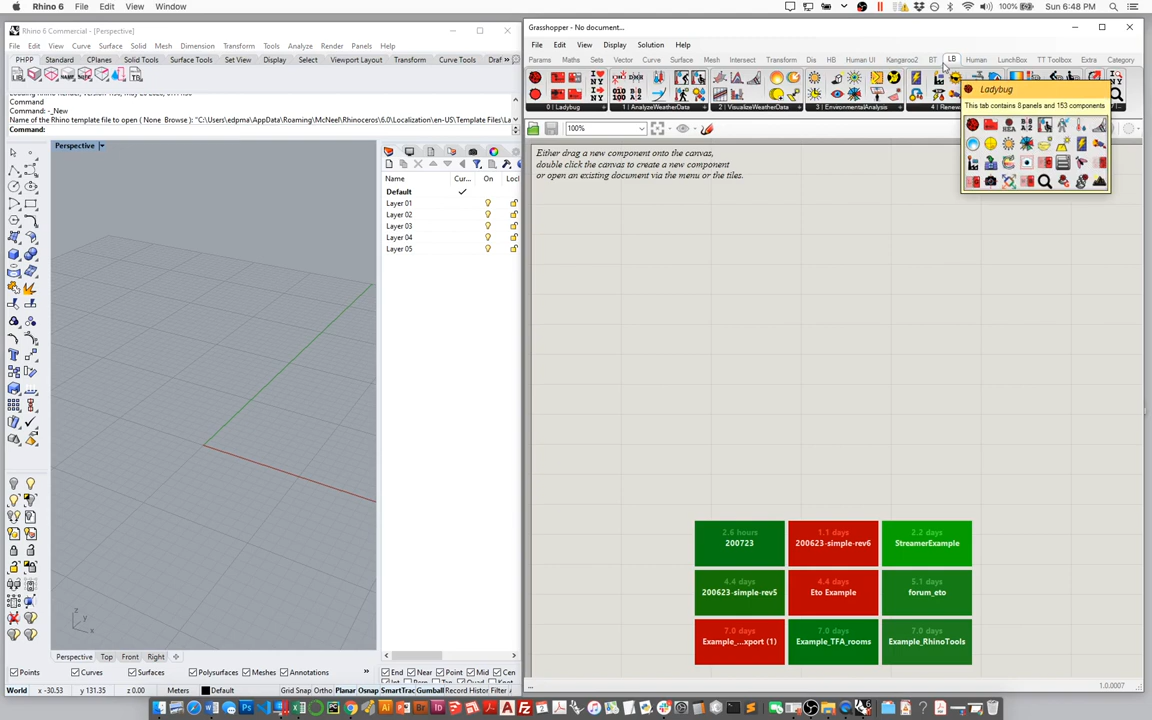 Rhino 6 File Edit View Window 100% Thu 6:48 PM
Rhino 6 Commercial - [Perspective]
File Edit View Curve Surface Solid Mesh Dimension Transform Tools Analyze Render Panels Help
PHPP Standard CPlanes Solid Tools Surface Tools Mesh Tools Display Select Viewport Layout Transform Curve Tools Draf »
Command: -_New
Name of the Rhino template file to open ( None Browse ): "C:\Users\edpma\AppData\Roaming\McNeel\Rhinoceros\6.0\Localization\en-US\Template Files\La
Command:
Perspective
Name Cur... On Locl
Default
Layer 01
Layer 02
Layer 03
Layer 04
Layer 05
z
y
x
Perspective Top Front Right
Points Curves Surfaces Polysurfaces Meshes Annotations » End Near Point Mid Cen
World x -30.53 y 131.35 z 0.00 Meters Default Grid Snap Ortho Planar Osnap SmartTrac Gumball Record Histor Filter
Grasshopper - No document...
File Edit View Display Solution Help
Params Maths Sets Vector Curve Surface Mesh Intersect Transform Dis HB Human UI Kangaroo2 BT LB Human LunchBox TT Toolbox Extra Category
0 | Ladybug 1 | AnalyzeWeatherData 2 | VisualizeWeatherData 3 | EnvironmentalAnalysis 4 | Renew
100%
Ladybug
This tab contains 8 panels and 153 components
Either drag a new component onto the canvas,
double click the canvas to create a new component
or open an existing document via the menu or the tiles.
2.6 hours
200723
1.1 days
200623-simple-rev6
2.2 days
StreamerExample
4.4 days
200623-simple-rev5
4.4 days
Eto Example
5.1 days
forum_eto
7.0 days
Example_...xport (1)
7.0 days
Example_TFA_rooms
7.0 days
Example_RhinoTools
...
1.0.0007